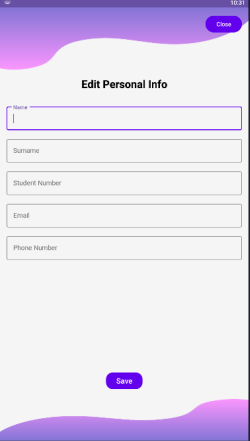 10:31
Close
Edit Personal Info
Name
Surname
Student Number
Email
Phone Number
Save